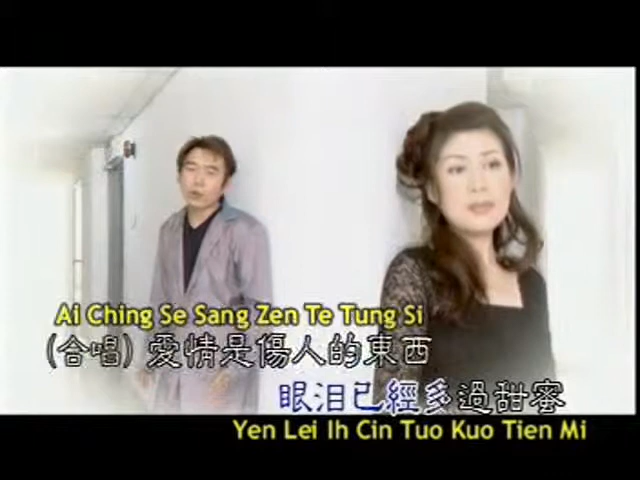 Ai Ching Se Sang Zen Te Tung Si
(合唱) 愛情是傷人的東西
眼泪已經多過甜蜜
Yen Lei Ih Cin Tuo Kuo Tien Mi